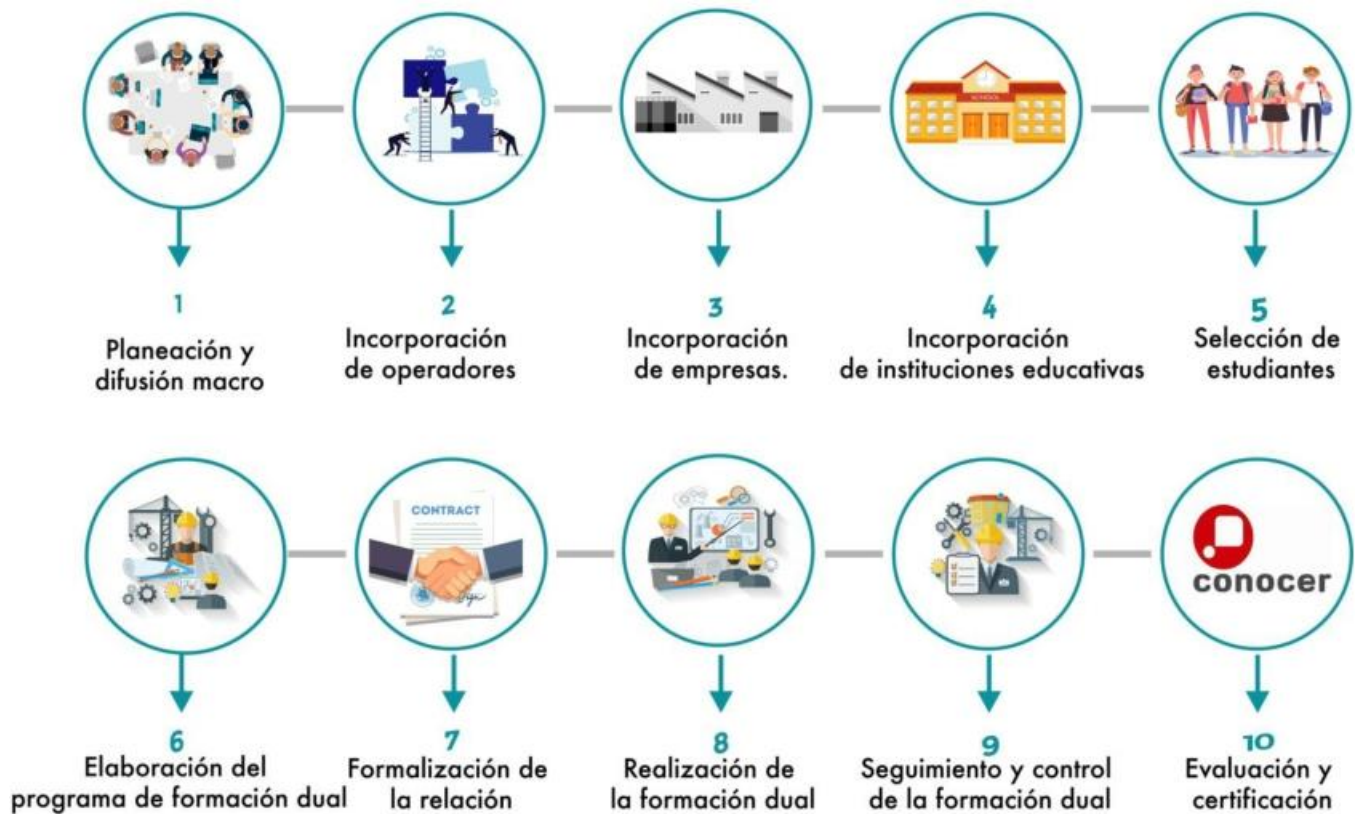 SCHOOL
1
Planeación y
difusión macro
2
Incorporación
de operadores
3
Incorporación
de empresas.
4
Incorporación
de instituciones educativas
5
Selección de
estudiantes
CONTRACT
conocer
6
Elaboración del
programa de formación dual
7
Formalización de
la relación
8
Realización de
la formación dual
9
Seguimiento y control
de la formación dual
10
Evaluación y
certificación